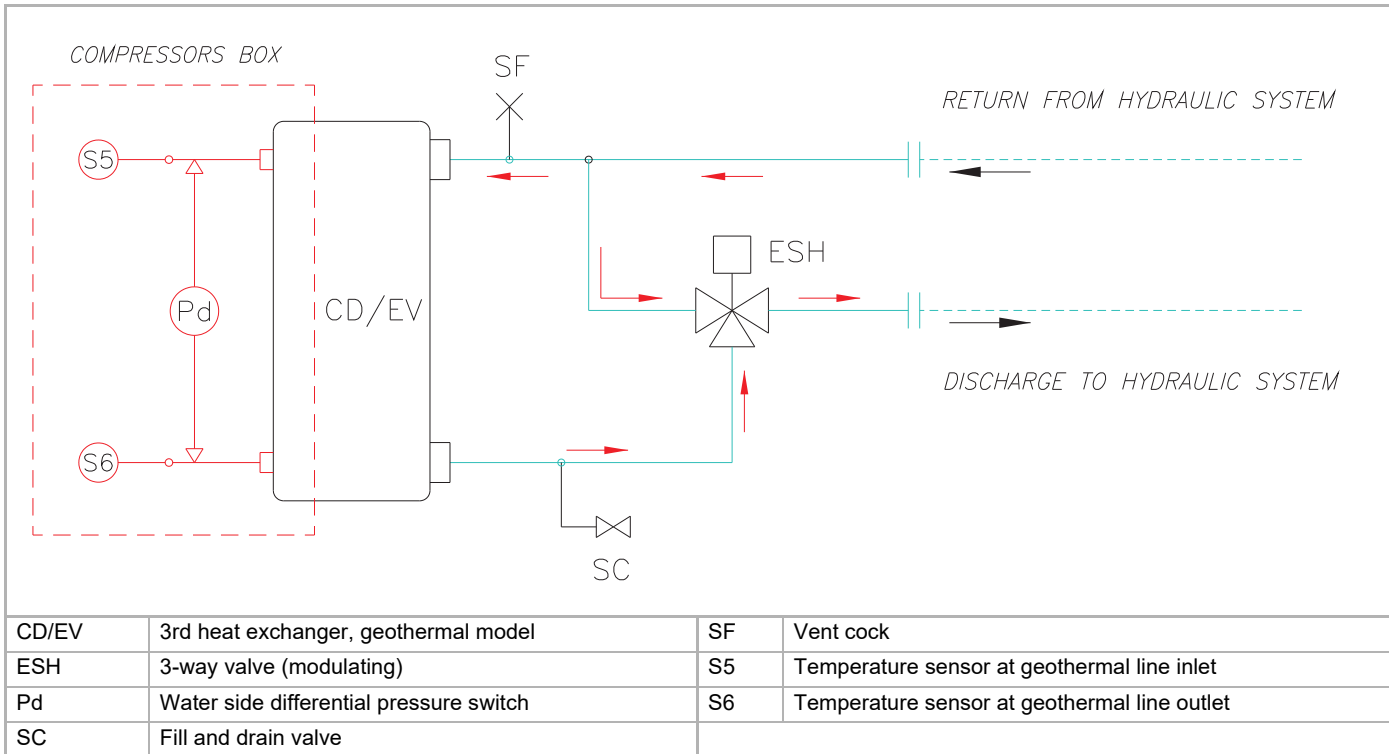 COMPRESSORS BOX
SF
RETURN FROM HYDRAULIC SYSTEM
S5
ESH
Pd
CD/EV
DISCHARGE TO HYDRAULIC SYSTEM
S6
SC
CD/EV 3rd heat exchanger, geothermal model SF Vent cock
ESH 3-way valve (modulating) S5 Temperature sensor at geothermal line inlet
Pd Water side differential pressure switch S6 Temperature sensor at geothermal line outlet
SC Fill and drain valve